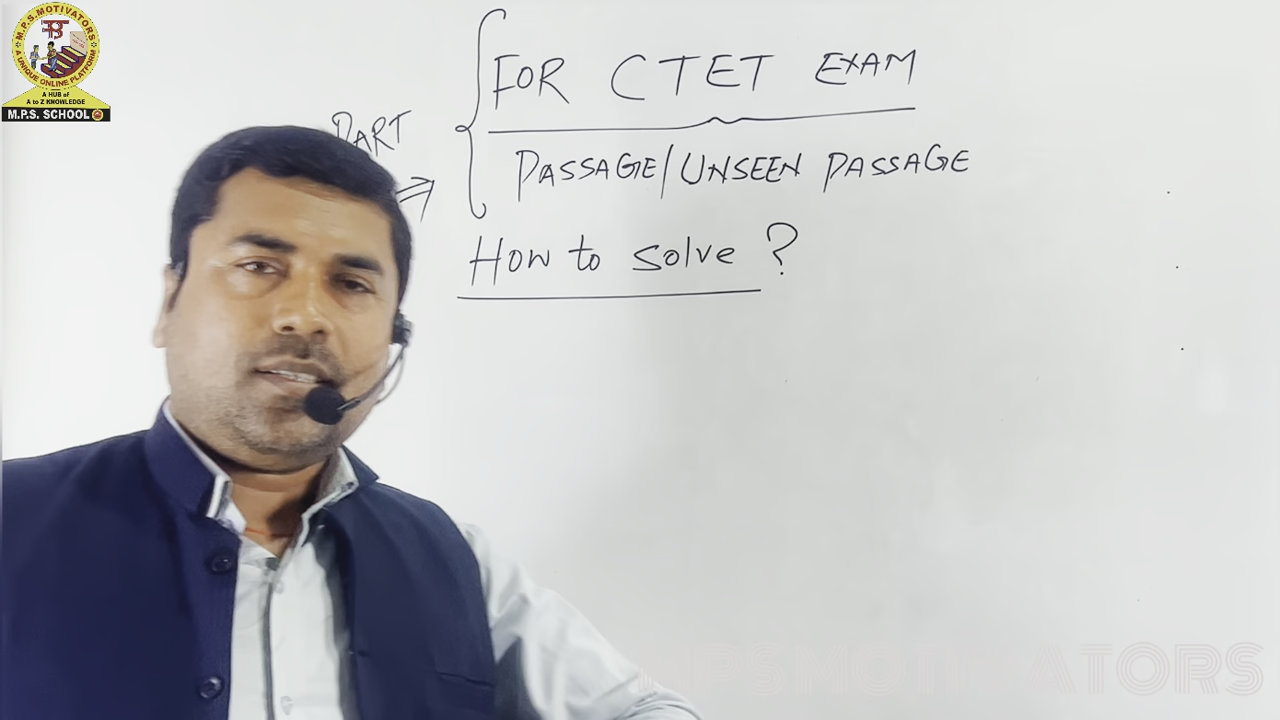 M.P.S.MOTIVATORS
A UNIQUE ONLINE PLATFORM
A HUB of
A to Z KNOWLEDGE
M.P.S. SCHOOL
PART
FOR CTET EXAM
PASSAGE/UNSEEN PASSAGE
How to solve ?
MPSMOTIVATORS